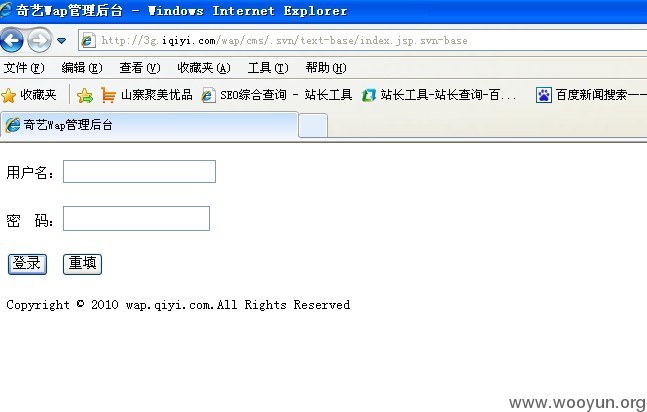 奇艺Wap管理后台 - Windows Internet Explorer
http://3g.iqiyi.com/wap/cms/.svn/text-base/index.jsp.svn-base
文件(F) 编辑(E) 查看(V) 收藏夹(A) 工具(T) 帮助(H)
收藏夹 山寨聚美优品 SEO综合查询 - 站长工具 站长工具-站长查询-百... 百度新闻搜索——
奇艺Wap管理后台
用户名:
密 码:
登录 重填
Copyright © 2010 wap.qiyi.com.All Rights Reserved
www.wooyun.org